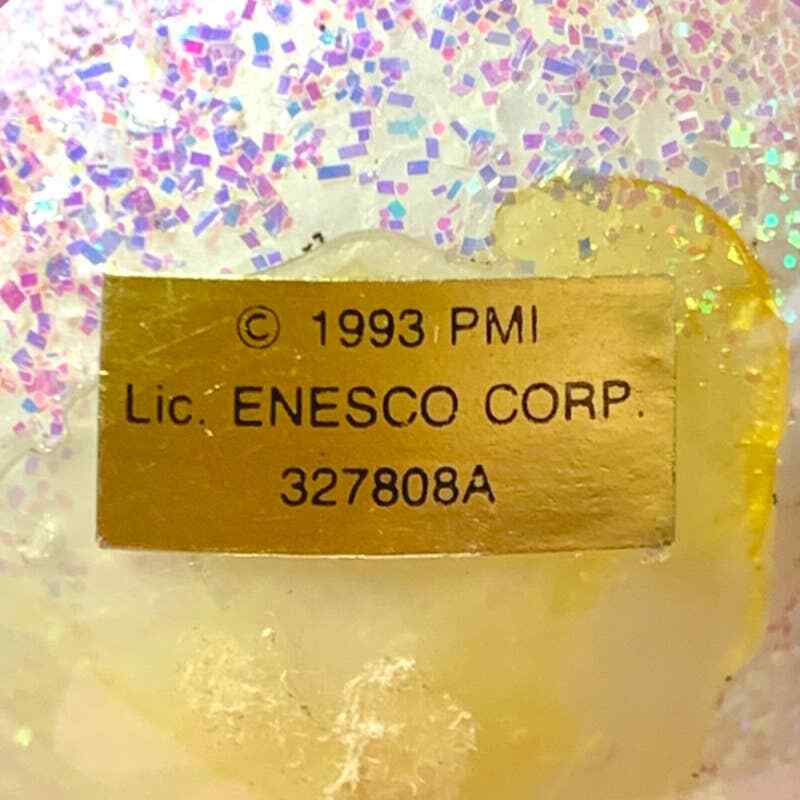 © 1993 PMI
Lic. ENESCO CORP.
327808A